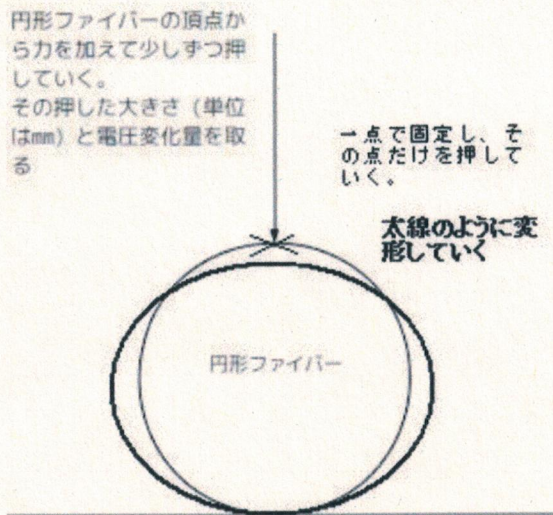 円形ファイバーの頂点か
ら力を加えて少しずつ押
していく。
その押した大きさ（単位
はmm）と電圧変化量を取
る
一点で固定し、そ
の点だけを押して
いく。
太線のように変
形していく
円形ファイバー